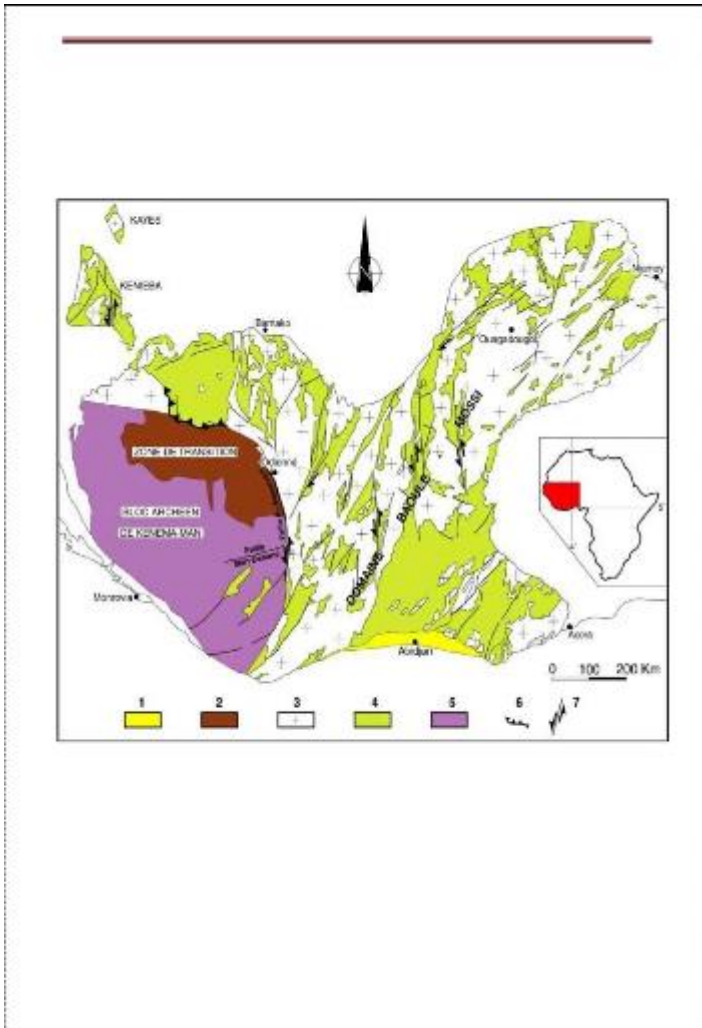 KAYES
KENIEBA
Bamako
Niamey
Ouagadougou
MOSSI
ZONE DE TRANSITION
Odienné
BLOC ARCHEEN
DE KENEMA MAN
BAOULE
DOMAINE
Monrovia
Abidjan
Accra
0 100 200 Km
1 2 3 4 5 6 7